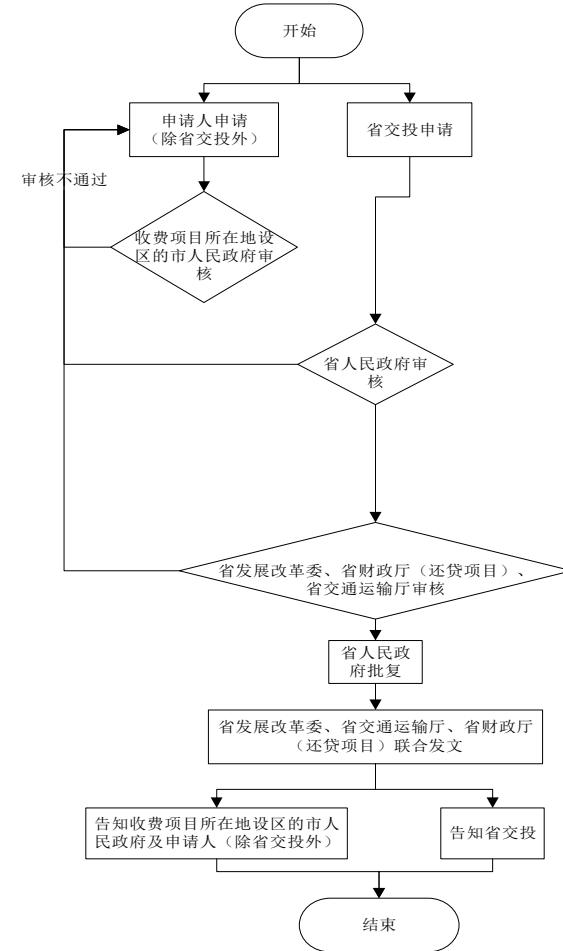 开始
申请人申请
（除省交投外）
省交投申请
审核不通过
收费项目所在地设
区的市人民政府审
核
省人民政府审
核
省发展改革委、省财政厅（还贷项目）、
省交通运输厅审核
省人民政
府批复
省发展改革委、省交通运输厅、省财政厅
（还贷项目）联合发文
告知收费项目所在地设区的市人
民政府及申请人（除省交投外）
告知省交投
结束